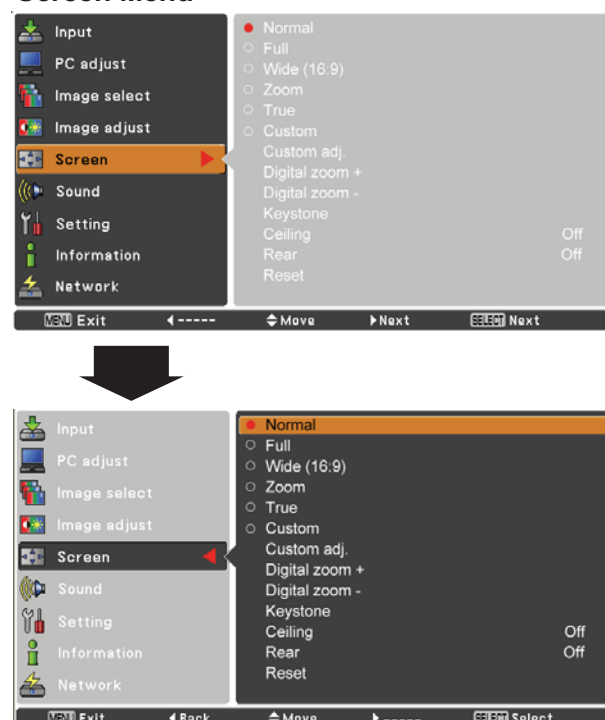 Input
PC adjust
Image select
Image adjust
Screen
Sound
Setting
Information
Network
Normal
Full
Wide (16:9)
Zoom
True
Custom
Custom adj.
Digital zoom +
Digital zoom -
Keystone
Ceiling Off
Rear Off
Reset
MENU Exit ----- Move Next SELECT Next
Input
PC adjust
Image select
Image adjust
Screen
Sound
Setting
Information
Network
Normal
Full
Wide (16:9)
Zoom
True
Custom
Custom adj.
Digital zoom +
Digital zoom -
Keystone
Ceiling Off
Rear Off
Reset
MENU Exit Back Move ----- SELECT Select